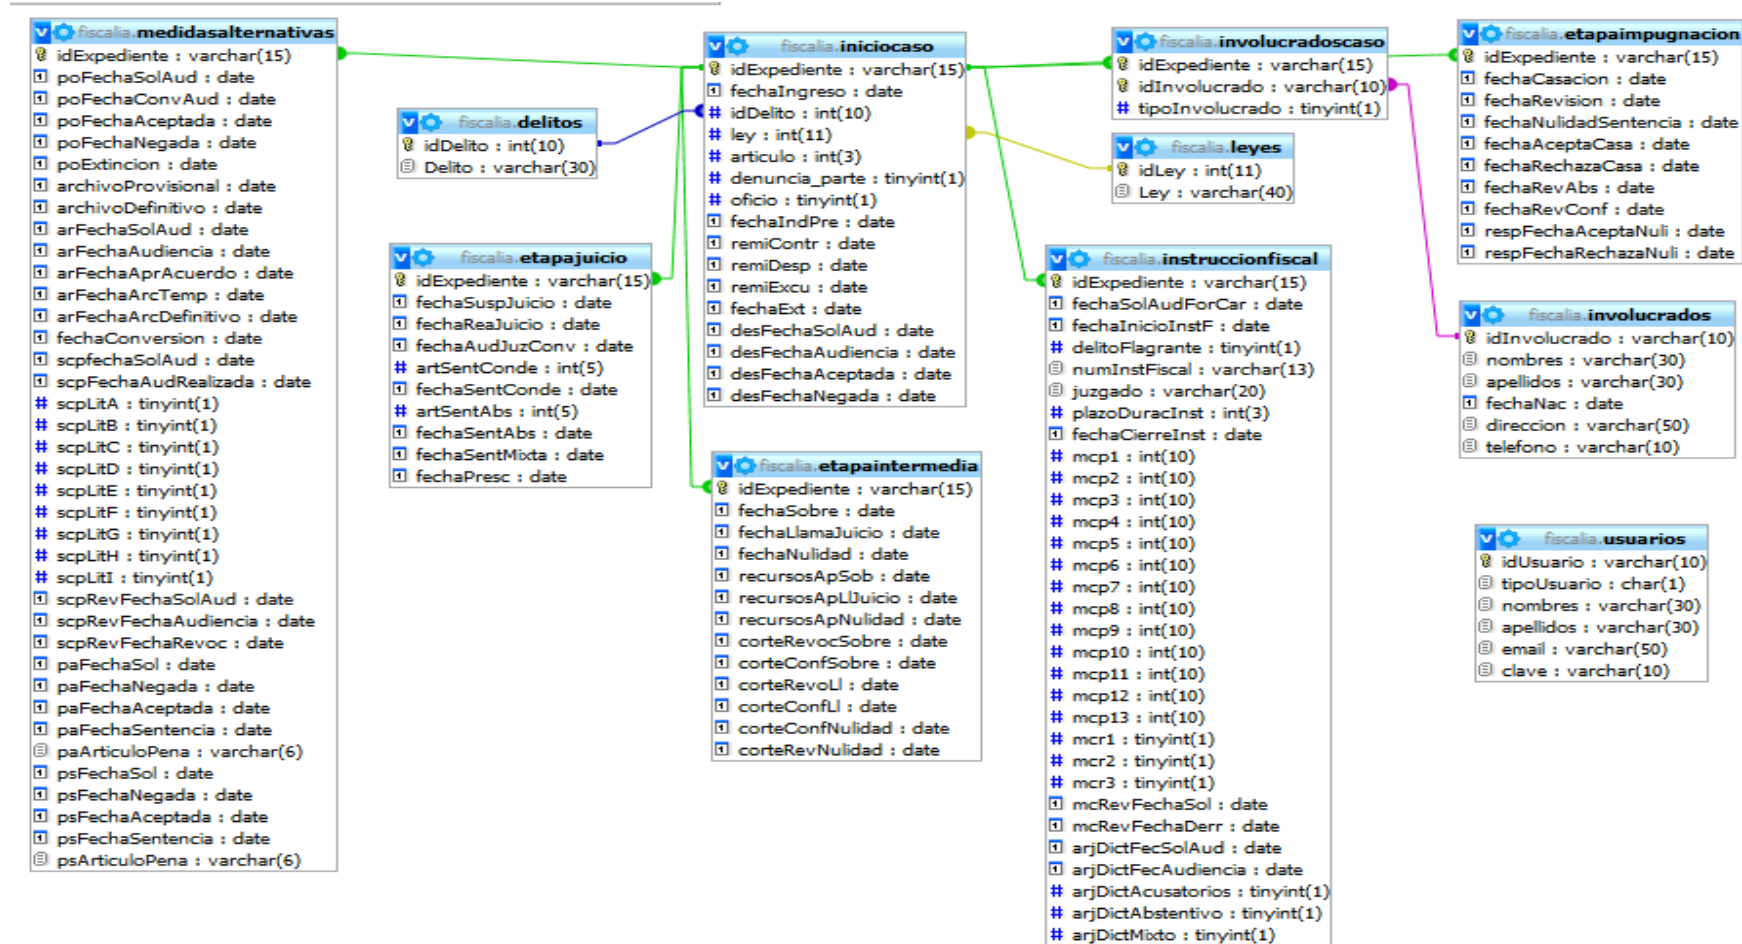 fiscalia.medidasalternativas
idExpediente : varchar(15)
poFechaSolAud : date
poFechaConvAud : date
poFechaAceptada : date
poFechaNegada : date
poExtincion : date
archivoProvisional : date
archivoDefinitivo : date
arFechaSolAud : date
arFechaAudiencia : date
arFechaAprAcuerdo : date
arFechaArcTemp : date
arFechaArcDefinitivo : date
fechaConversion : date
scpfechaSolAud : date
scpFechaAudRealizada : date
scpLitA : tinyint(1)
scpLitB : tinyint(1)
scpLitC : tinyint(1)
scpLitD : tinyint(1)
scpLitE : tinyint(1)
scpLitF : tinyint(1)
scpLitG : tinyint(1)
scpLitH : tinyint(1)
scpLitI : tinyint(1)
scpRevFechaSolAud : date
scpRevFechaAudiencia : date
scpRevFechaRevoc : date
paFechaSol : date
paFechaNegada : date
paFechaAceptada : date
paFechaSentencia : date
paArticuloPena : varchar(6)
psFechaSol : date
psFechaNegada : date
psFechaAceptada : date
psFechaSentencia : date
psArticuloPena : varchar(6)
fiscalia.delitos
idDelito : int(10)
Delito : varchar(30)
fiscalia.etapajuicio
idExpediente : varchar(15)
fechaSuspJuicio : date
fechaReaJuicio : date
fechaAudJuzConv : date
artSentConde : int(5)
fechaSentConde : date
artSentAbs : int(5)
fechaSentAbs : date
fechaSentMixta : date
fechaPresc : date
fiscalia.iniciocaso
idExpediente : varchar(15)
fechaIngreso : date
idDelito : int(10)
ley : int(11)
articulo : int(3)
denuncia_parte : tinyint(1)
oficio : tinyint(1)
fechaIndPre : date
remiContr : date
remiDesp : date
remiExcu : date
fechaExt : date
desFechaSolAud : date
desFechaAudiencia : date
desFechaAceptada : date
desFechaNegada : date
fiscalia.etapaintermedia
idExpediente : varchar(15)
fechaSobre : date
fechaLlamaJuicio : date
fechaNulidad : date
recursosApSob : date
recursosApLlJuicio : date
recursosApNulidad : date
corteRevocSobre : date
corteConfSobre : date
corteRevoLl : date
corteConfLl : date
corteConfNulidad : date
corteRevNulidad : date
fiscalia.involucradoscaso
idExpediente : varchar(15)
idInvolucrado : varchar(10)
tipoInvolucrado : tinyint(1)
fiscalia.leyes
idLey : int(11)
Ley : varchar(40)
fiscalia.instruccionfiscal
idExpediente : varchar(15)
fechaSolAudForCar : date
fechaInicioInstF : date
delitoFlagrante : tinyint(1)
numInstFiscal : varchar(13)
juzgado : varchar(20)
plazoDuracInst : int(3)
fechaCierreInst : date
mcp1 : int(10)
mcp2 : int(10)
mcp3 : int(10)
mcp4 : int(10)
mcp5 : int(10)
mcp6 : int(10)
mcp7 : int(10)
mcp8 : int(10)
mcp9 : int(10)
mcp10 : int(10)
mcp11 : int(10)
mcp12 : int(10)
mcp13 : int(10)
mcr1 : tinyint(1)
mcr2 : tinyint(1)
mcr3 : tinyint(1)
mcRevFechaSol : date
mcRevFechaDerr : date
arjDictFecSolAud : date
arjDictFecAudiencia : date
arjDictAcusatorios : tinyint(1)
arjDictAbstentivo : tinyint(1)
arjDictMixto : tinyint(1)
fiscalia.etapaimpugnacion
idExpediente : varchar(15)
fechaCasacion : date
fechaRevision : date
fechaNulidadSentencia : date
fechaAceptaCasa : date
fechaRechazaCasa : date
fechaRevAbs : date
fechaRevConf : date
respFechaAceptaNuli : date
respFechaRechazaNuli : date
fiscalia.involucrados
idInvolucrado : varchar(10)
nombres : varchar(30)
apellidos : varchar(30)
fechaNac : date
direccion : varchar(50)
telefono : varchar(10)
fiscalia.usuarios
idUsuario : varchar(10)
tipoUsuario : char(1)
nombres : varchar(30)
apellidos : varchar(30)
email : varchar(50)
clave : varchar(10)